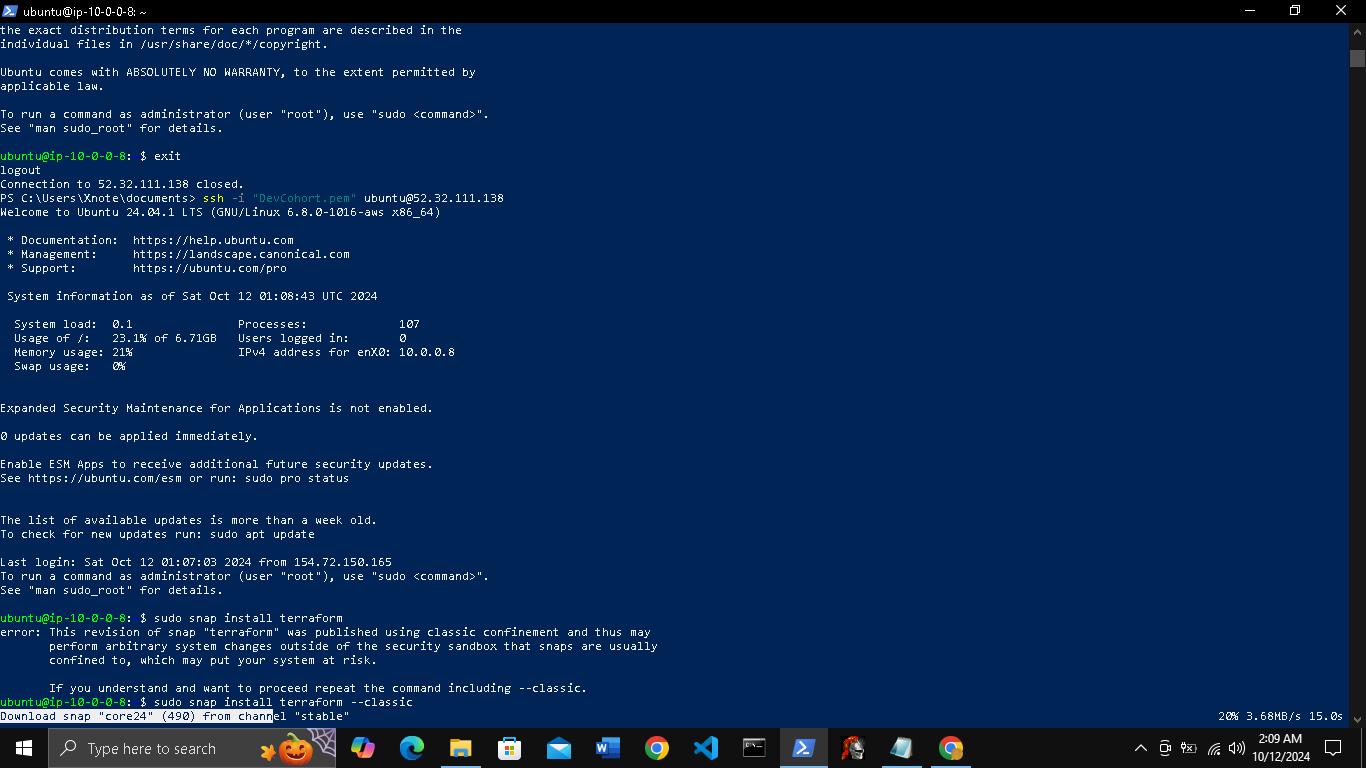 ubuntu@ip-10-0-0-8: ~
the exact distribution terms for each program are described in the
individual files in /usr/share/doc/*/copyright.
Ubuntu comes with ABSOLUTELY NO WARRANTY, to the extent permitted by
applicable law.
To run a command as administrator (user "root"), use "sudo <command>".
See "man sudo_root" for details.
ubuntu@ip-10-0-0-8:~$ exit
logout
Connection to 52.32.111.138 closed.
PS C:\Users\Xnote\documents> ssh -i "DevCohort.pem" ubuntu@52.32.111.138
Welcome to Ubuntu 24.04.1 LTS (GNU/Linux 6.8.0-1016-aws x86_64)
* Documentation:  https://help.ubuntu.com
* Management:     https://landscape.canonical.com
* Support:        https://ubuntu.com/pro
System information as of Sat Oct 12 01:08:43 UTC 2024
System load:  0.1               Processes:             107
Usage of /:   23.1% of 6.71GB   Users logged in:       0
Memory usage: 21%               IPv4 address for enX0: 10.0.0.8
Swap usage:   0%
Expanded Security Maintenance for Applications is not enabled.
0 updates can be applied immediately.
Enable ESM Apps to receive additional future security updates.
See https://ubuntu.com/esm or run: sudo pro status
The list of available updates is more than a week old.
To check for new updates run: sudo apt update
Last login: Sat Oct 12 01:07:03 2024 from 154.72.150.165
To run a command as administrator (user "root"), use "sudo <command>".
See "man sudo_root" for details.
ubuntu@ip-10-0-0-8:~$ sudo snap install terraform
error: This revision of snap "terraform" was published using classic confinement and thus may
perform arbitrary system changes outside of the security sandbox that snaps are usually
confined to, which may put your system at risk.
If you understand and want to proceed repeat the command including --classic.
ubuntu@ip-10-0-0-8:~$ sudo snap install terraform --classic
Download snap "core24" (490) from channel "stable" 20% 3.68MB/s 15.0s
Type here to search
2:09 AM
10/12/2024